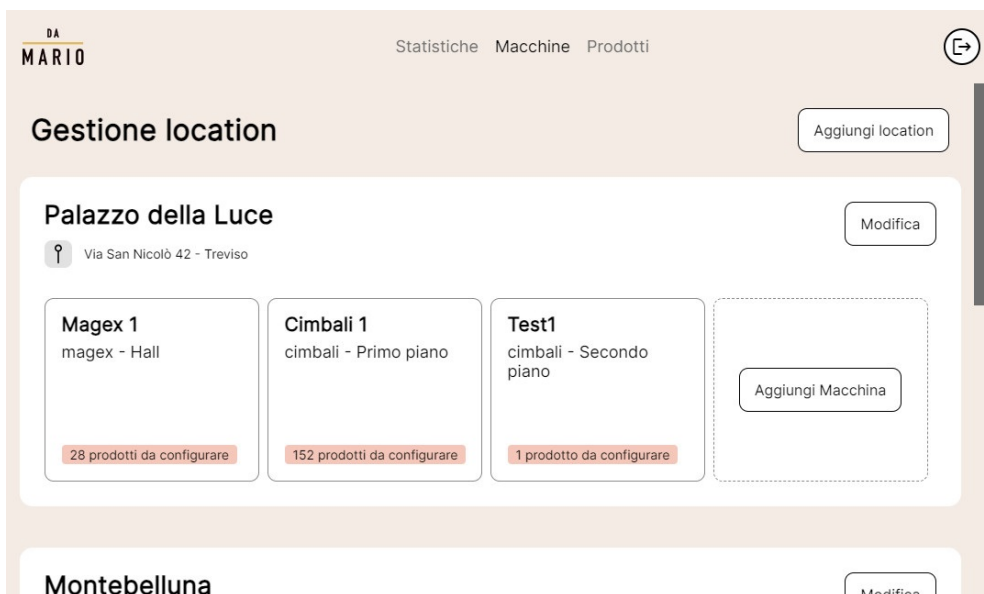 DA
MARIO
Statistiche Macchine Prodotti
Gestione location
Aggiungi location
Palazzo della Luce
Modifica
Via San Nicolò 42 - Treviso
Magex 1
magex - Hall
28 prodotti da configurare
Cimbali 1
cimbali - Primo piano
152 prodotti da configurare
Test1
cimbali - Secondo
piano
1 prodotto da configurare
Aggiungi Macchina
Montebelluna
Modifica